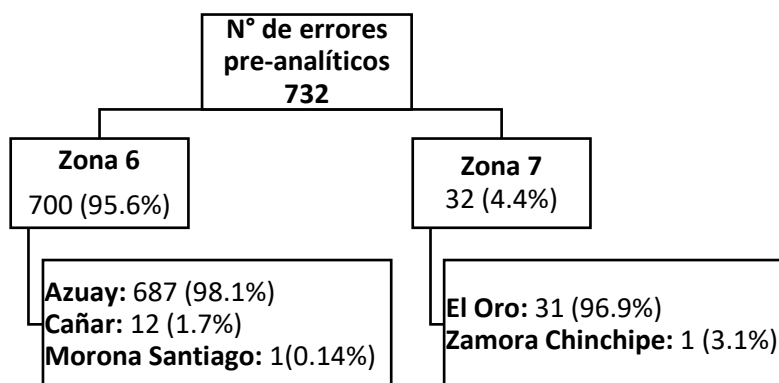 N° de errores
pre-analíticos
732
Zona 6
700 (95.6%)
Zona 7
32 (4.4%)
Azuay: 687 (98.1%)
Cañar: 12 (1.7%)
Morona Santiago: 1(0.14%)
El Oro: 31 (96.9%)
Zamora Chinchipe: 1 (3.1%)